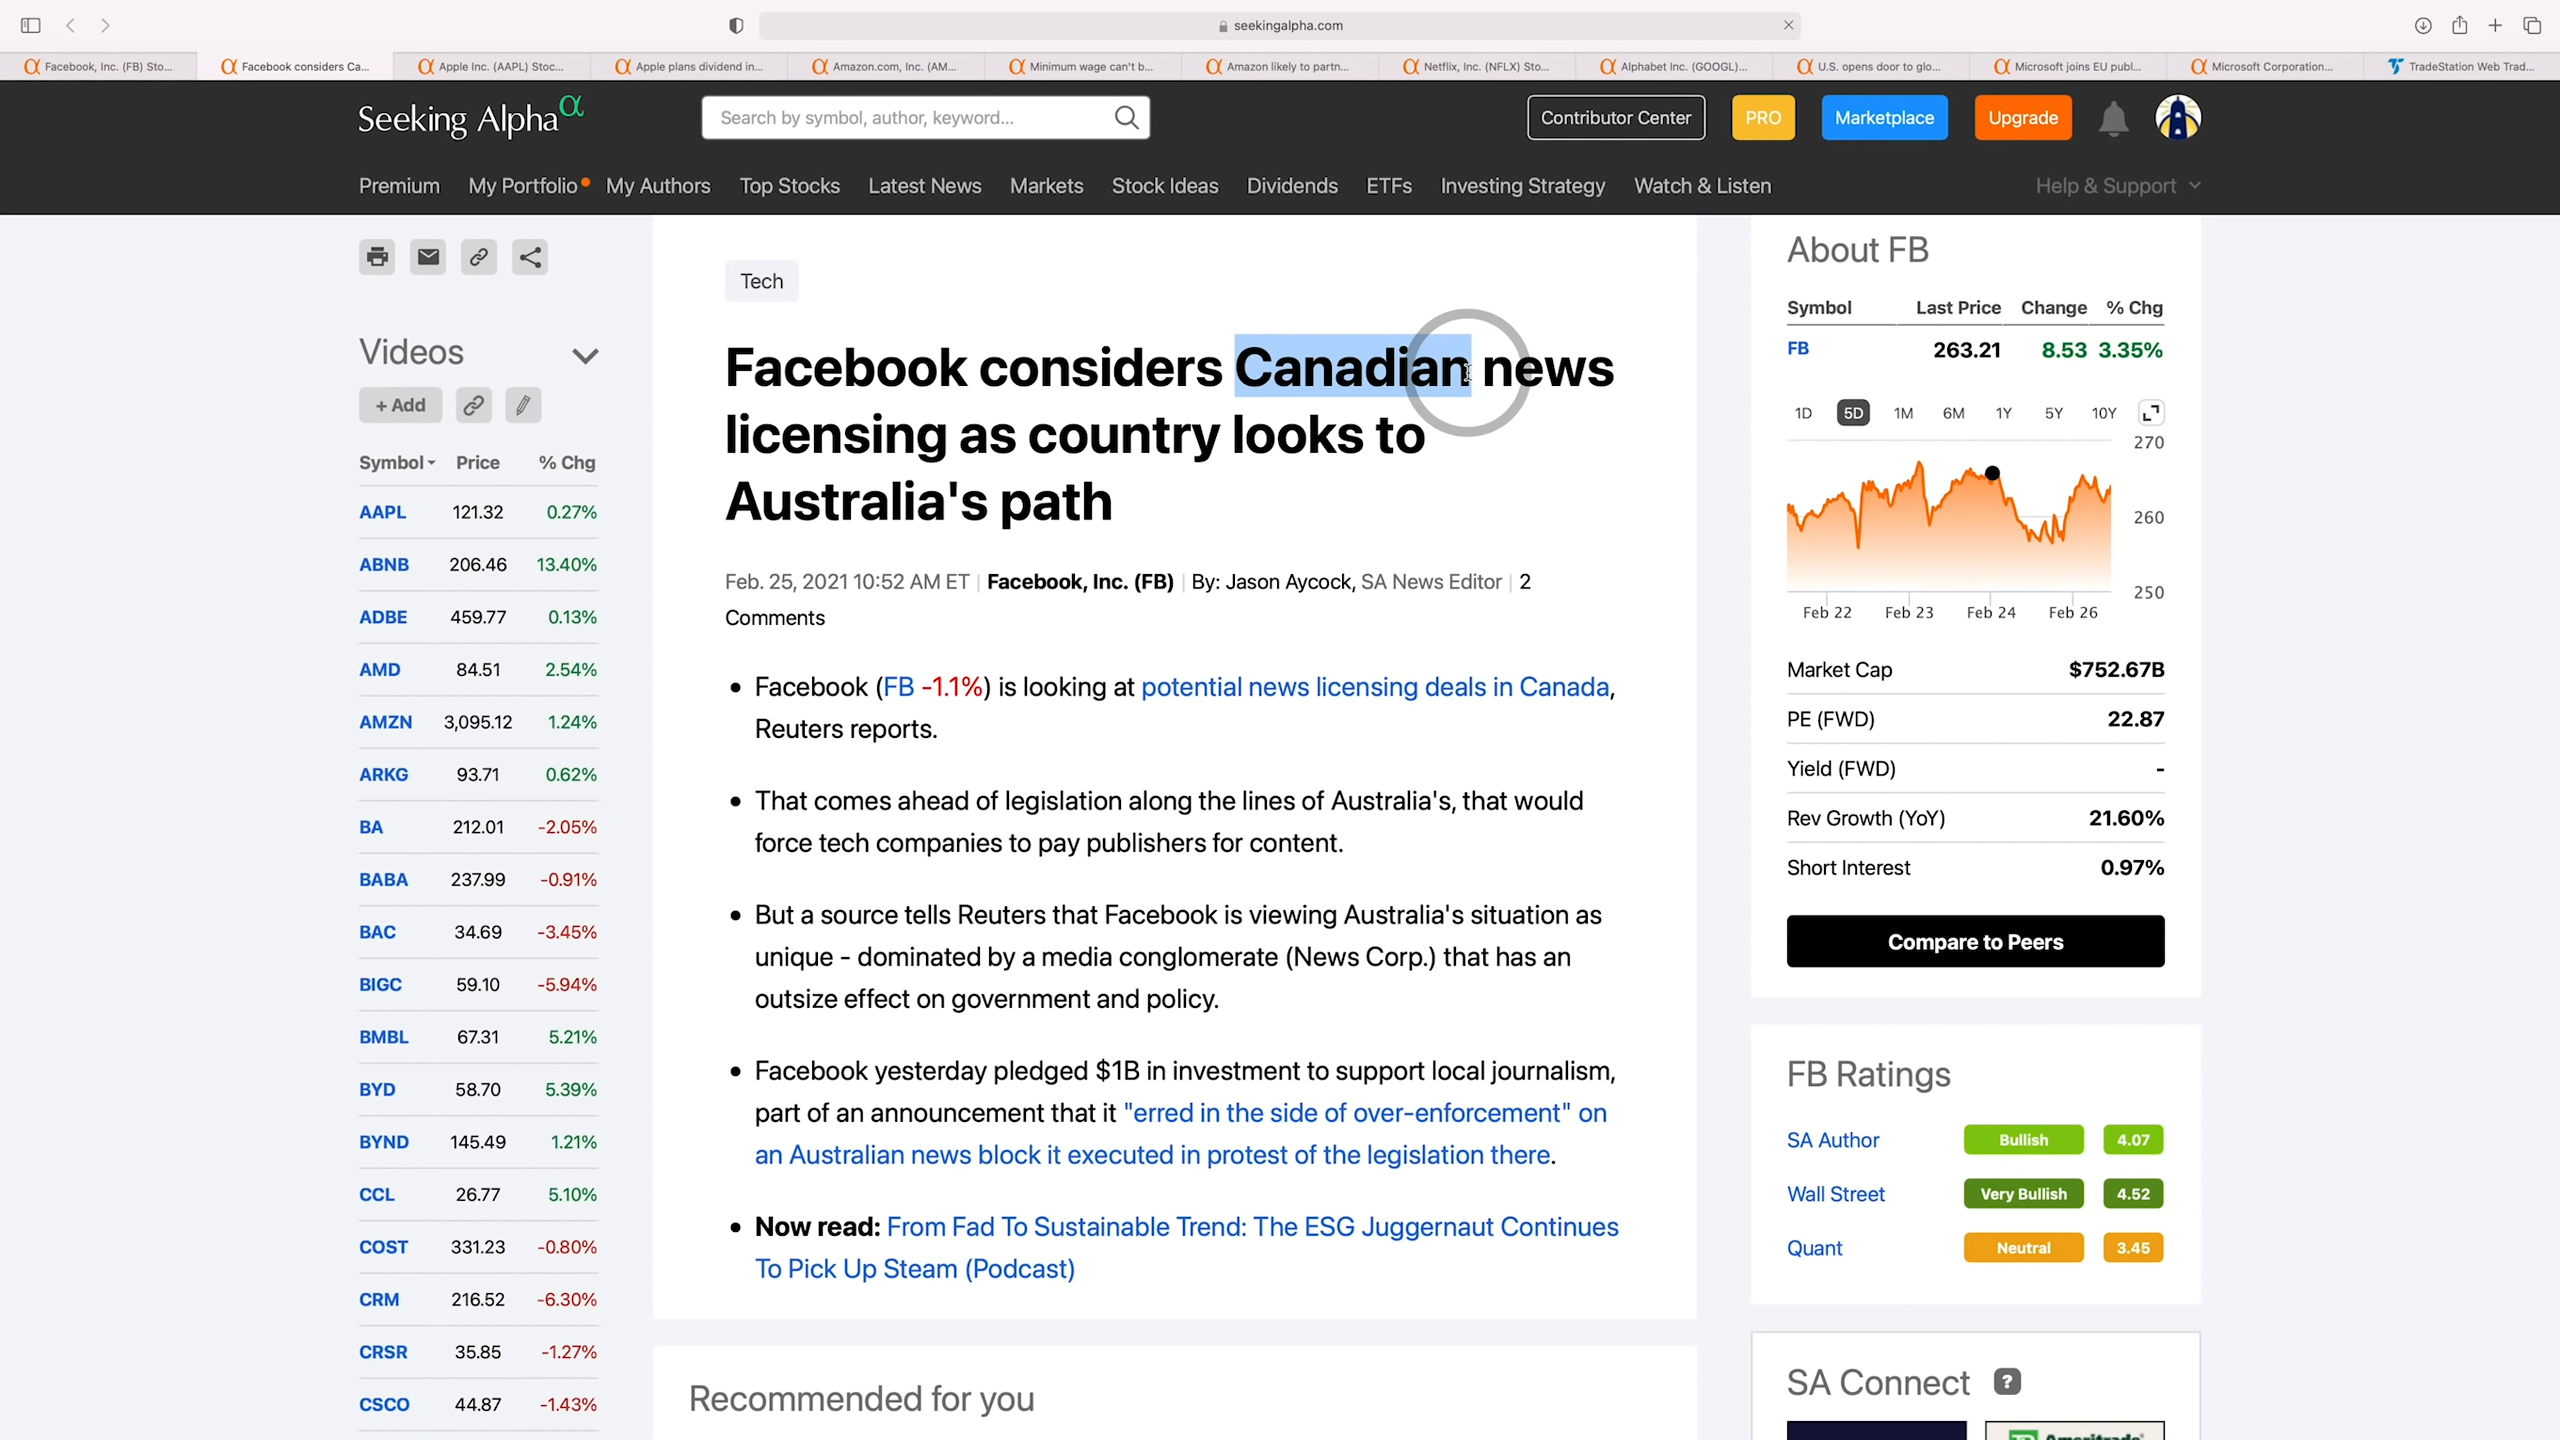 seekingalpha.com
Facebook, Inc. (FB) Sto...
Facebook considers Ca...
Apple Inc. (AAPL) Stoc...
Apple plans dividend in...
Amazon.com, Inc. (AM...
Minimum wage can't b...
Amazon likely to partn...
Netflix, Inc. (NFLX) Sto...
Alphabet Inc. (GOOGL)...
U.S. opens door to glo...
Microsoft joins EU publ...
Microsoft Corporation...
TradeStation Web Trad...
Seeking Alpha α
Search by symbol, author, keyword...
Contributor Center
PRO
Marketplace
Upgrade
Premium My Portfolio My Authors Top Stocks Latest News Markets Stock Ideas Dividends ETFs Investing Strategy Watch & Listen
Help & Support
Videos
+ Add
Symbol Price % Chg
AAPL 121.32 0.27%
ABNB 206.46 13.40%
ADBE 459.77 0.13%
AMD 84.51 2.54%
AMZN 3,095.12 1.24%
ARKG 93.71 0.62%
BA 212.01 -2.05%
BABA 237.99 -0.91%
BAC 34.69 -3.45%
BIGC 59.10 -5.94%
BMBL 67.31 5.21%
BYD 58.70 5.39%
BYND 145.49 1.21%
CCL 26.77 5.10%
COST 331.23 -0.80%
CRM 216.52 -6.30%
CRSR 35.85 -1.27%
CSCO 44.87 -1.43%
Tech
Facebook considers Canadian news
licensing as country looks to
Australia's path
Feb. 25, 2021 10:52 AM ET | Facebook, Inc. (FB) | By: Jason Aycock, SA News Editor | 2
Comments
• Facebook (FB -1.1%) is looking at potential news licensing deals in Canada,
Reuters reports.
• That comes ahead of legislation along the lines of Australia's, that would
force tech companies to pay publishers for content.
• But a source tells Reuters that Facebook is viewing Australia's situation as
unique - dominated by a media conglomerate (News Corp.) that has an
outsize effect on government and policy.
• Facebook yesterday pledged $1B in investment to support local journalism,
part of an announcement that it "erred in the side of over-enforcement" on
an Australian news block it executed in protest of the legislation there.
• Now read: From Fad To Sustainable Trend: The ESG Juggernaut Continues
To Pick Up Steam (Podcast)
Recommended for you
About FB
Symbol Last Price Change % Chg
FB 263.21 8.53 3.35%
1D 5D 1M 6M 1Y 5Y 10Y
270
260
250
Feb 22 Feb 23 Feb 24 Feb 26
Market Cap $752.67B
PE (FWD) 22.87
Yield (FWD) -
Rev Growth (YoY) 21.60%
Short Interest 0.97%
Compare to Peers
FB Ratings
SA Author Bullish 4.07
Wall Street Very Bullish 4.52
Quant Neutral 3.45
SA Connect ?
Ameritrade